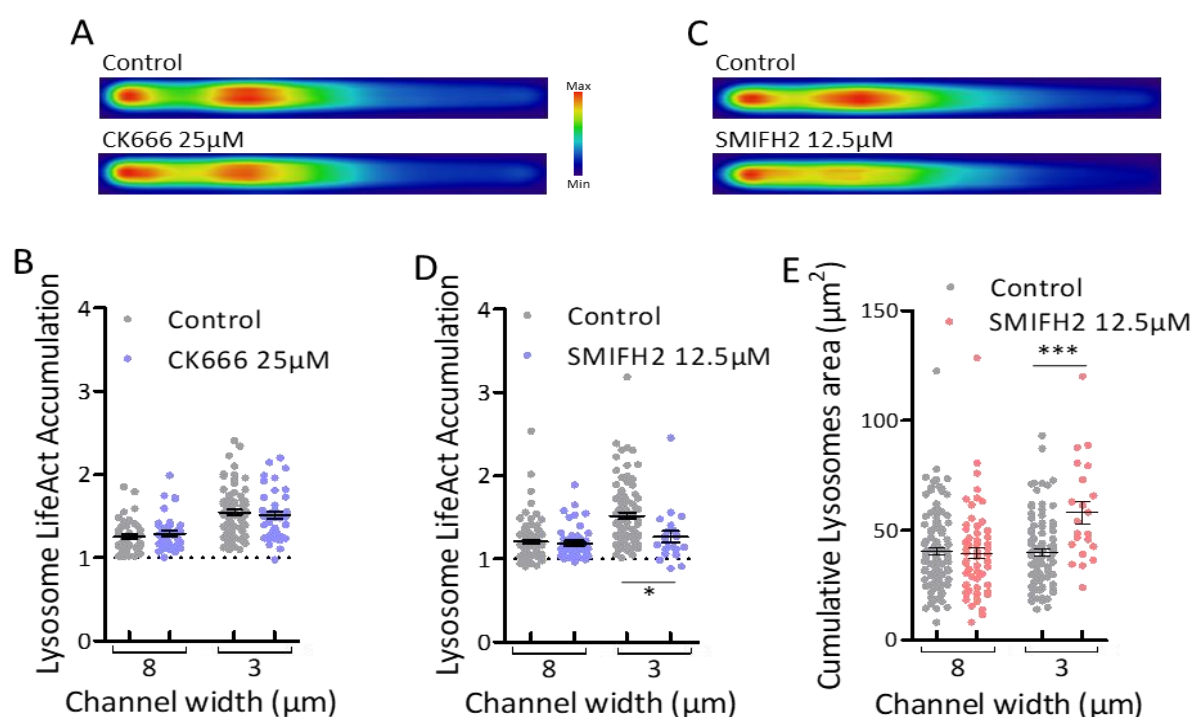 A
Control
CK666 25µM
Max
Min
C
Control
SMIFH2 12.5µM
B
Lysosome LifeAct Accumulation
4
3
2
1
0
Control
CK666 25µM
8
3
Channel width (µm)
D
Lysosome LifeAct Accumulation
4
3
2
1
0
Control
SMIFH2 12.5µM
*
8
3
Channel width (µm)
E
Cumulative Lysosomes area (µm²)
150
100
50
0
Control
SMIFH2 12.5µM
***
8
3
Channel width (µm)